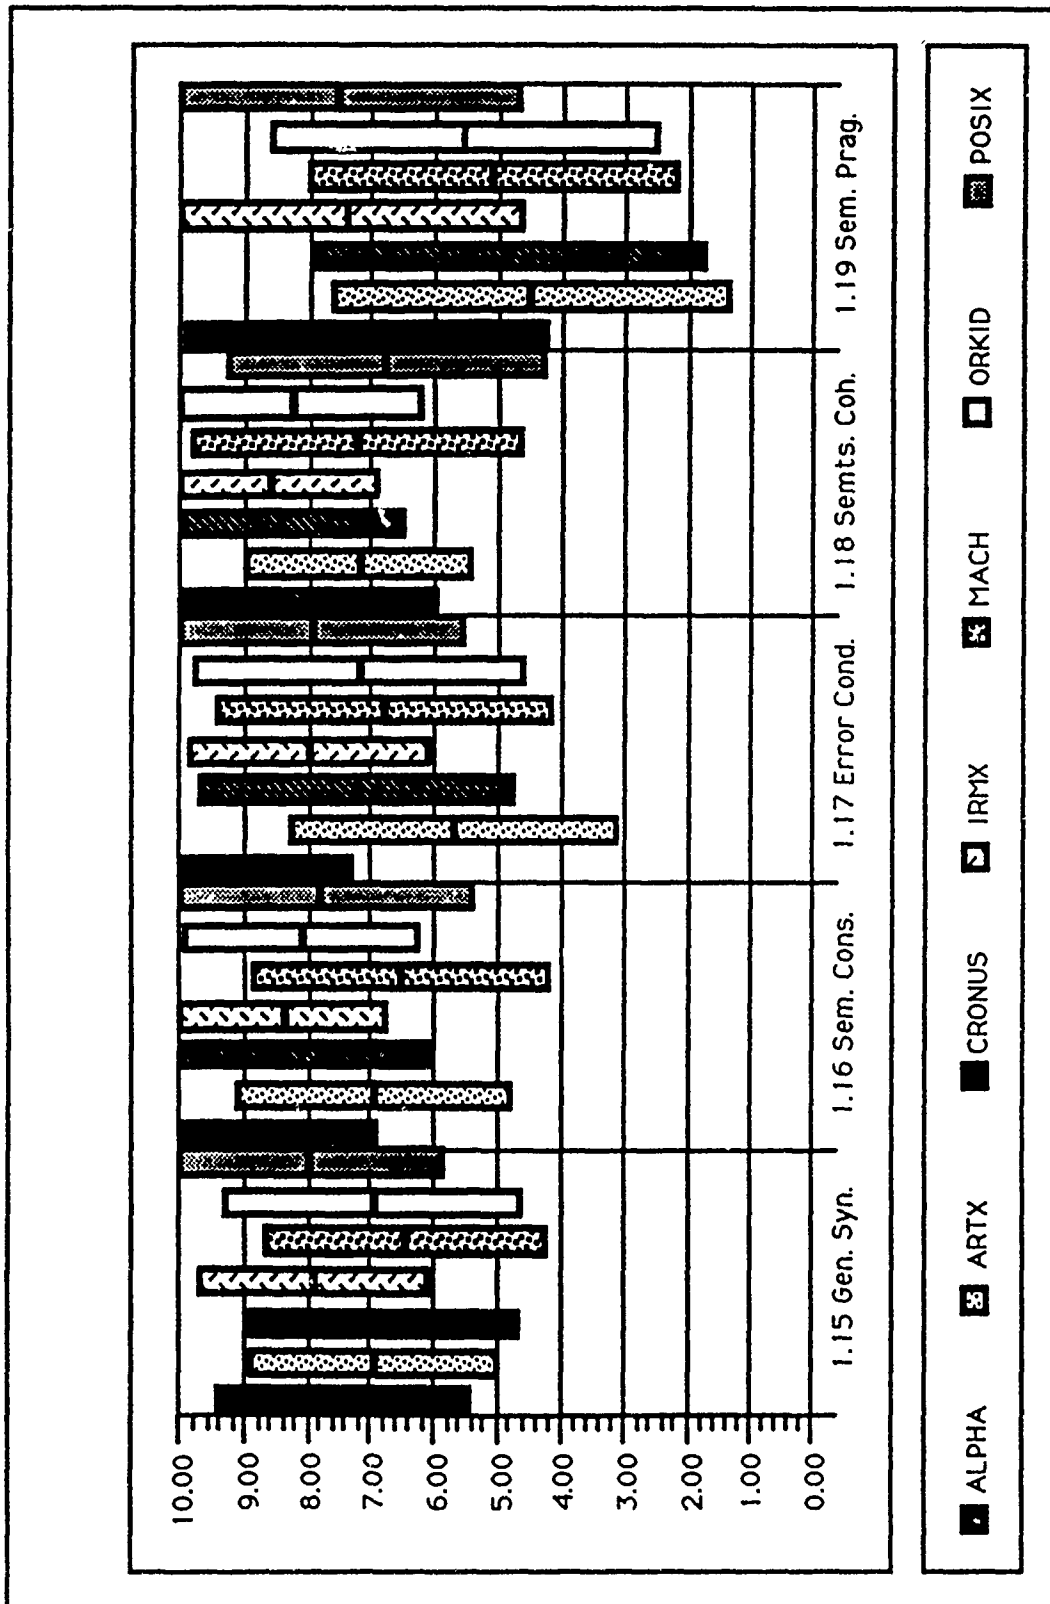 10.00
9.00
8.00
7.00
6.00
5.00
4.00
3.00
2.00
1.00
0.00
1.15 Gen. Syn.
1.16 Sem. Cons.
1.17 Error Cond.
1.18 Semts. Coh.
1.19 Sem. Prag.
ALPHA ARTX CRONUS IRMX MACH ORKID POSIX